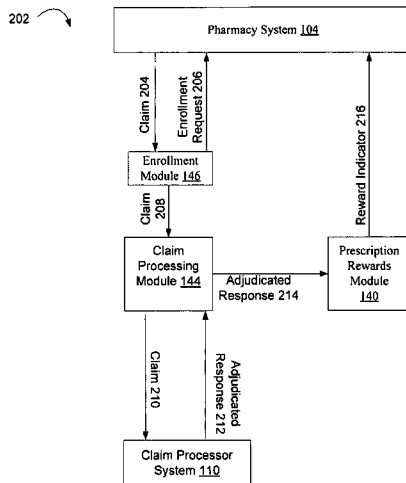 202
Pharmacy System 104
Claim 204
Enrollment
Request 206
Reward Indicator 216
Enrollment
Module 146
Claim
208
Claim
Processing
Module 144
Adjudicated
Response 214
Prescription
Rewards
Module
140
Claim 210
Adjudicated
Response 212
Claim Processor
System 110